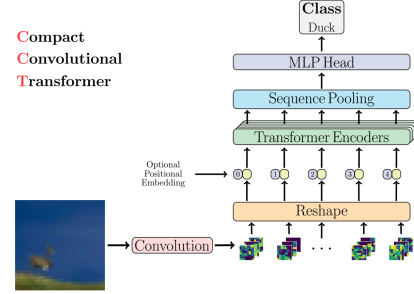 Class
Duck
Compact
Convolutional
Transformer
MLP Head
Sequence Pooling
Transformer Encoders
Optional
Positional
Embedding
0 1 2 3 4
Reshape
Convolution
...